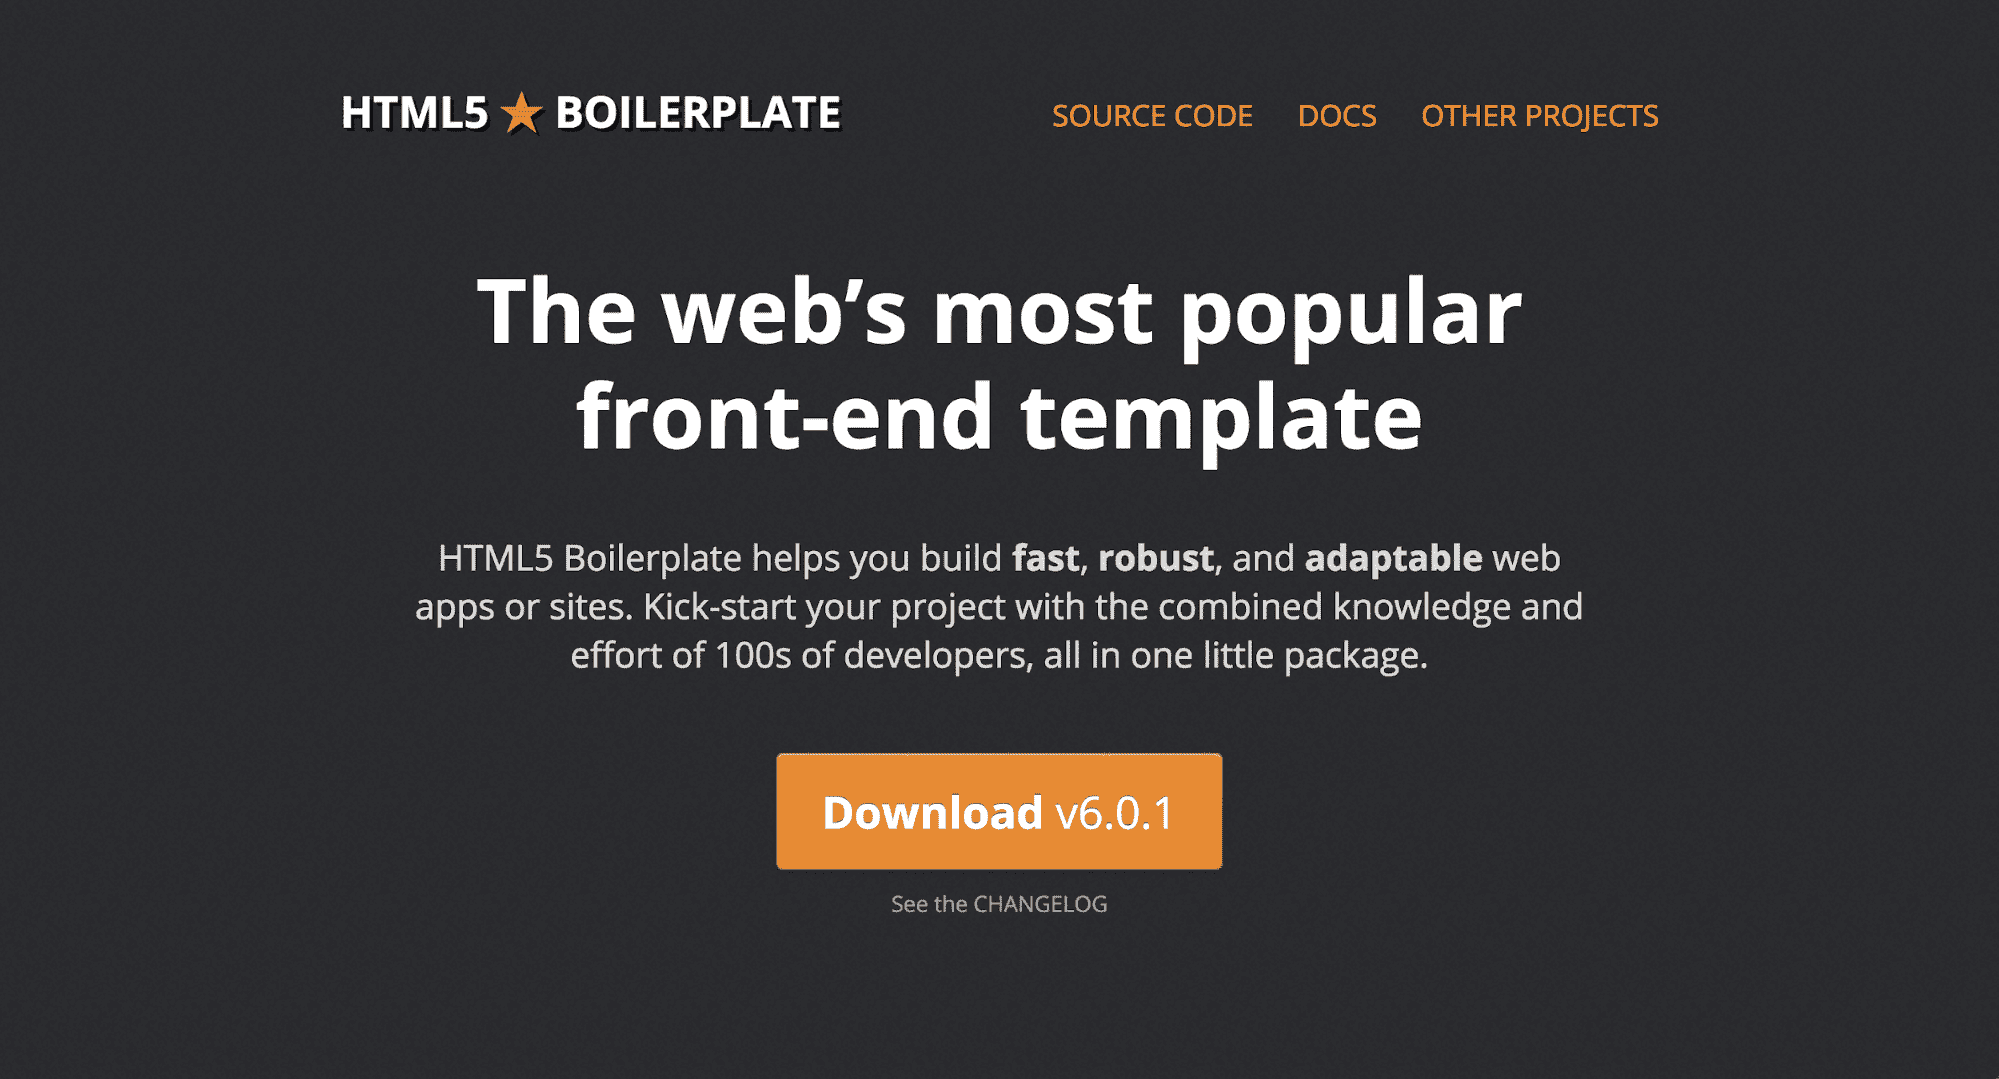 HTML5 ★ BOILERPLATE
SOURCE CODE DOCS OTHER PROJECTS
The web’s most popular
front-end template
HTML5 Boilerplate helps you build fast, robust, and adaptable web
apps or sites. Kick-start your project with the combined knowledge and
effort of 100s of developers, all in one little package.
Download v6.0.1
See the CHANGELOG